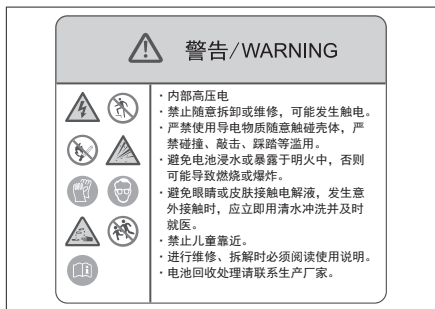 警告/WARNING
·内部高压电
·禁止随意拆卸或维修，可能发生触电。
·严禁使用导电物质随意触碰壳体，严
禁碰撞、敲击、踩踏等滥用。
·避免电池浸水或暴露于明火中，否则
可能导致燃烧或爆炸。
·避免眼睛或皮肤接触电解液，发生意
外接触时，应立即用清水冲洗并及时
就医。
·禁止儿童靠近。
·进行维修、拆解时必须阅读使用说明。
·电池回收处理请联系生产厂家。